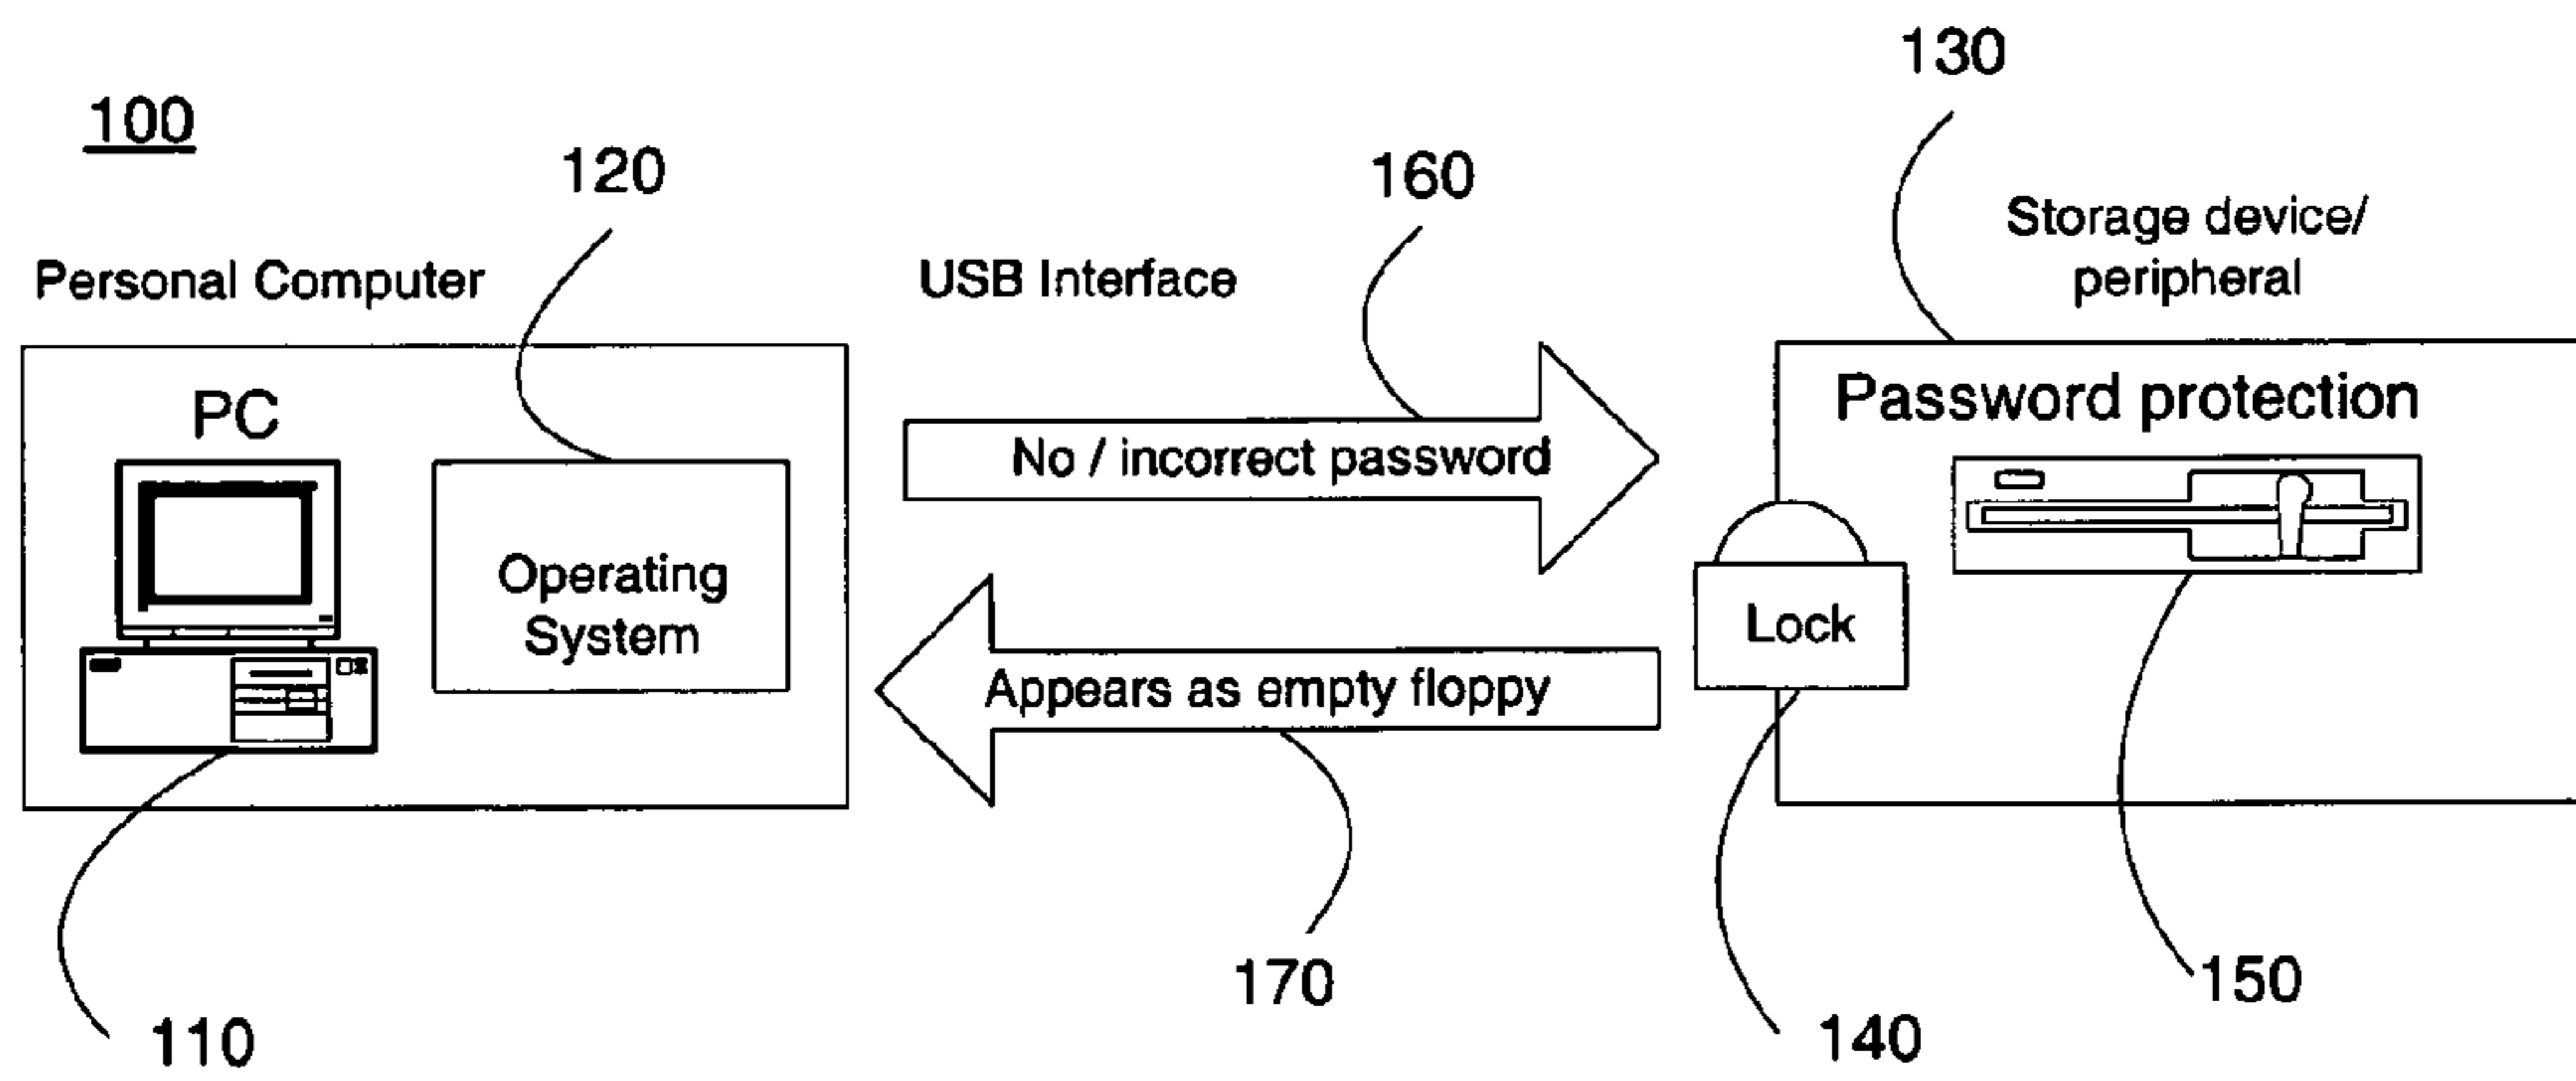 100
120
160
130
Personal Computer
USB Interface
Storage device/
peripheral
PC
Operating
System
No / incorrect password
Appears as empty floppy
Password protection
Lock
110
170
140
150